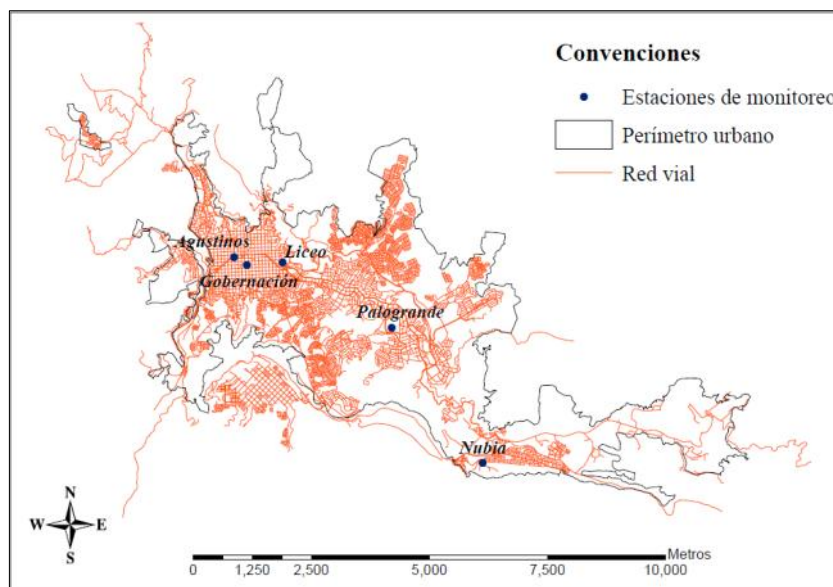 Convenciones
Estaciones de monitoreo
Perímetro urbano
Red vial
Agustinos
Liceo
Gobernación
Palogrande
Nubia
N
W E
S
Metros
0 1,250 2,500 5,000 7,500 10,000